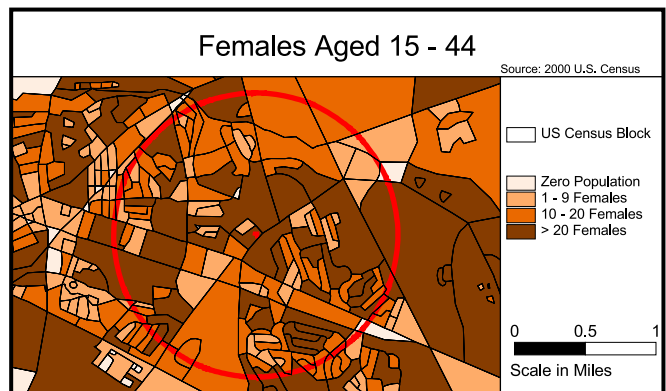 Females Aged 15 - 44
Source: 2000 U.S. Census
US Census Block
Zero Population
1 - 9 Females
10 - 20 Females
> 20 Females
0 0.5 1
Scale in Miles